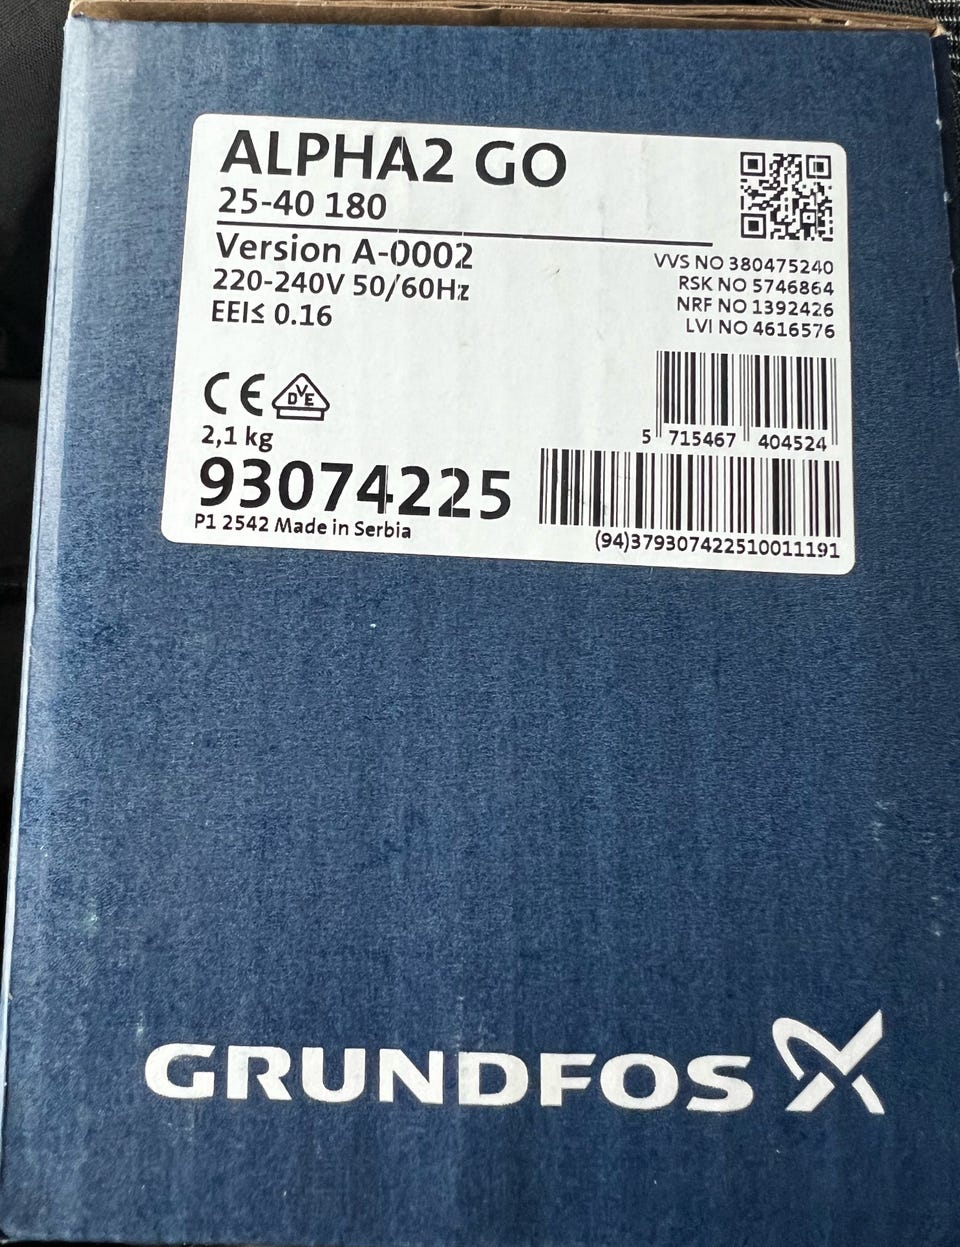 ALPHA2 GO
25-40 180
Version A-0002
220-240V 50/60Hz
EEI≤ 0.16
VVS NO 380475240
RSK NO 5746864
NRF NO 1392426
LVI NO 4616576
CE DVE
2,1 kg
5 715467 404524
93074225
P1 2542 Made in Serbia
(94)3793074222510011191
GRUNDFOS